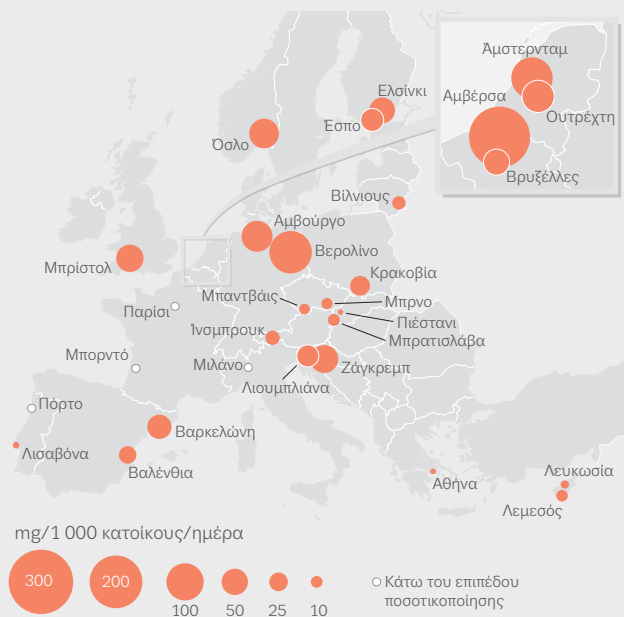 Άμστερνταμ
Αμβέρσα
Ουτρέχτη
Βρυξέλλες
Ελσίνκι
Έσπο
Όσλο
Βίλνιους
Αμβούργο
Βερολίνο
Μπρίστολ
Κρακοβία
Μπαντβάις
Μπρνο
Παρίσι
Πιέστανι
Ίνσμπρουκ
Μπρατισλάβα
Μπορντό
Μιλάνο
Ζάγκρεμπ
Λιουμπλιάνα
Πόρτο
Βαρκελώνη
Λισαβόνα
Βαλένθια
Αθήνα
Λευκωσία
Λεμεσός
mg/1 000 κατοίκους/ημέρα
300
200
100
50
25
10
Κάτω του επιπέδου
ποσοτικοποίησης